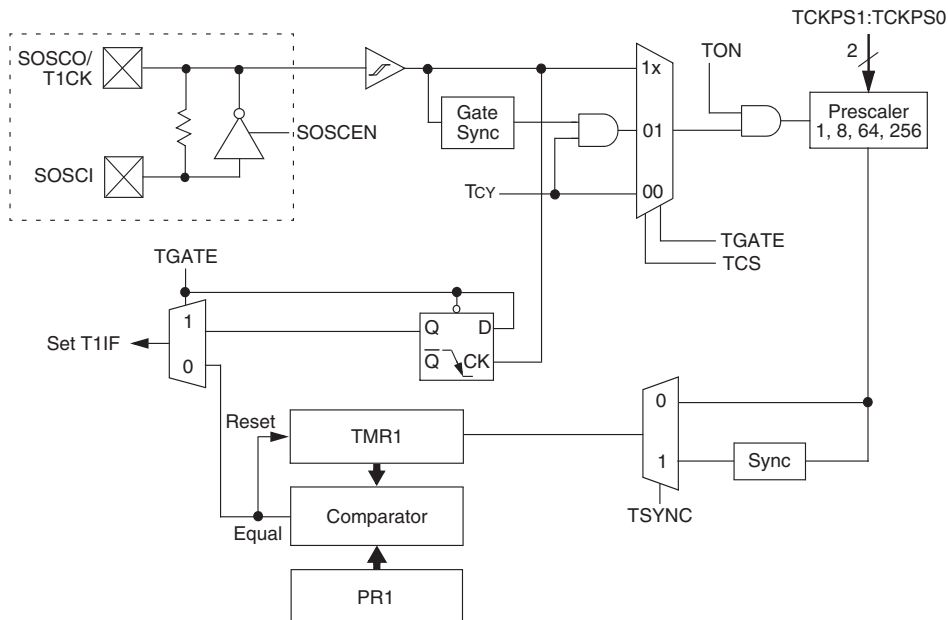 TCKPS1:TCKPS0
SOSCO/
T1CK
TON
2
1x
Gate
Sync
Prescaler
1, 8, 64, 256
SOSCEN
01
SOSCI
TCY
00
TGATE
TCS
TGATE
1
Q
D
Set T1IF
Q
CK
0
Reset
TMR1
0
1
Sync
Equal
Comparator
TSYNC
PR1